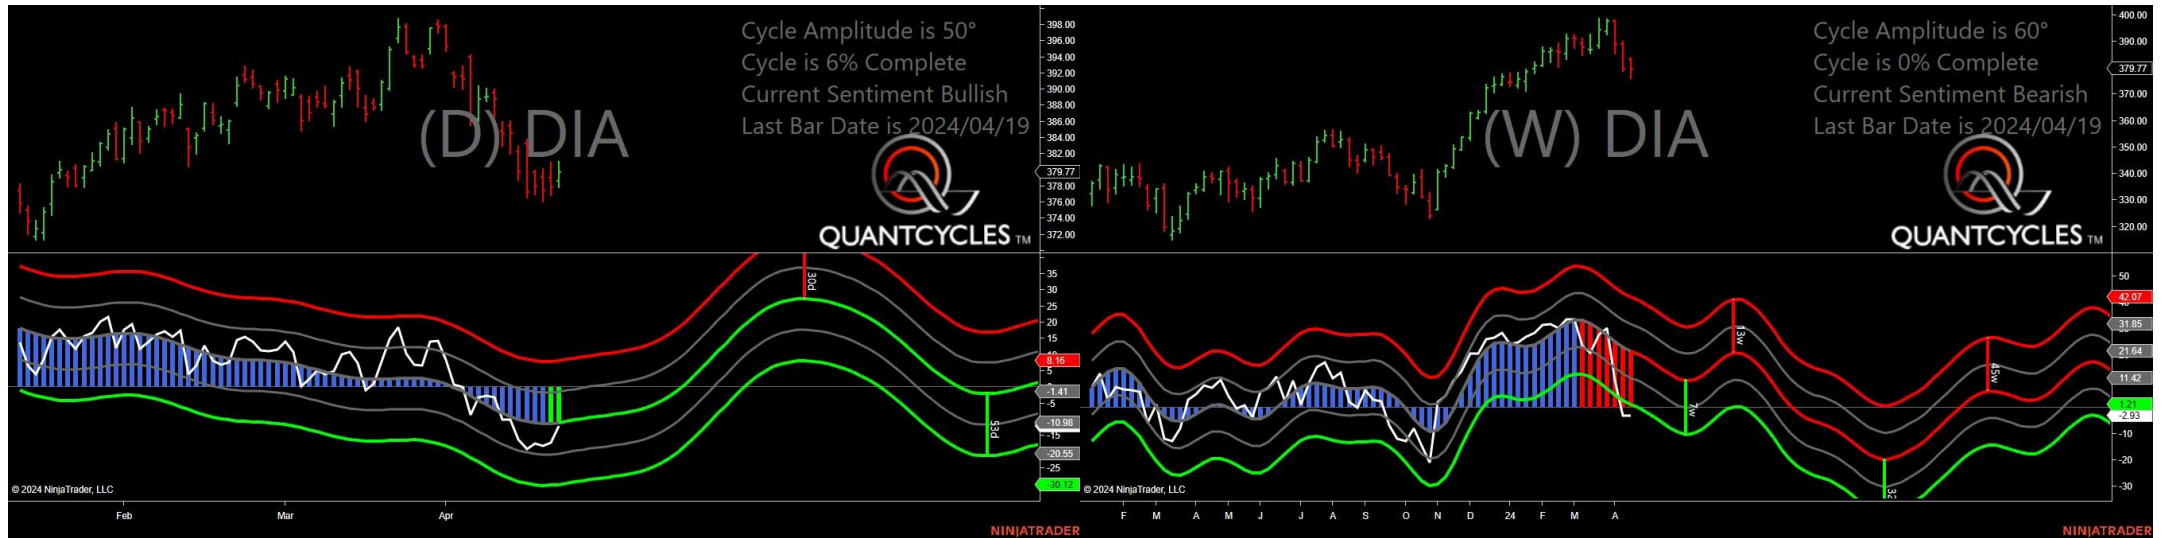 Cycle Amplitude is 50°
Cycle is 6% Complete
Current Sentiment Bullish
Last Bar Date is 2024/04/19
(D) DIA
QUANTCYCLES TM
398.00
396.00
394.00
392.00
390.00
388.00
386.00
384.00
382.00
379.77
378.00
376.00
374.00
372.00
35
30
25
20
15
8.16
5
-1.41
-5
-10.98
-15
-20.55
-25
-30.12
30d
53d
© 2024 NinjaTrader, LLC
Feb Mar Apr
NINJATRADER
Cycle Amplitude is 60°
Cycle is 0% Complete
Current Sentiment Bearish
Last Bar Date is 2024/04/19
(W) DIA
QUANTCYCLES TM
400.00
390.00
379.77
370.00
360.00
350.00
340.00
330.00
320.00
50
42.07
31.85
21.64
11.42
1.21
-2.93
-10
-20
-30
13w
7w
45w
© 2024 NinjaTrader, LLC
F M A M J J A S O N D 24 F M A
NINJATRADER